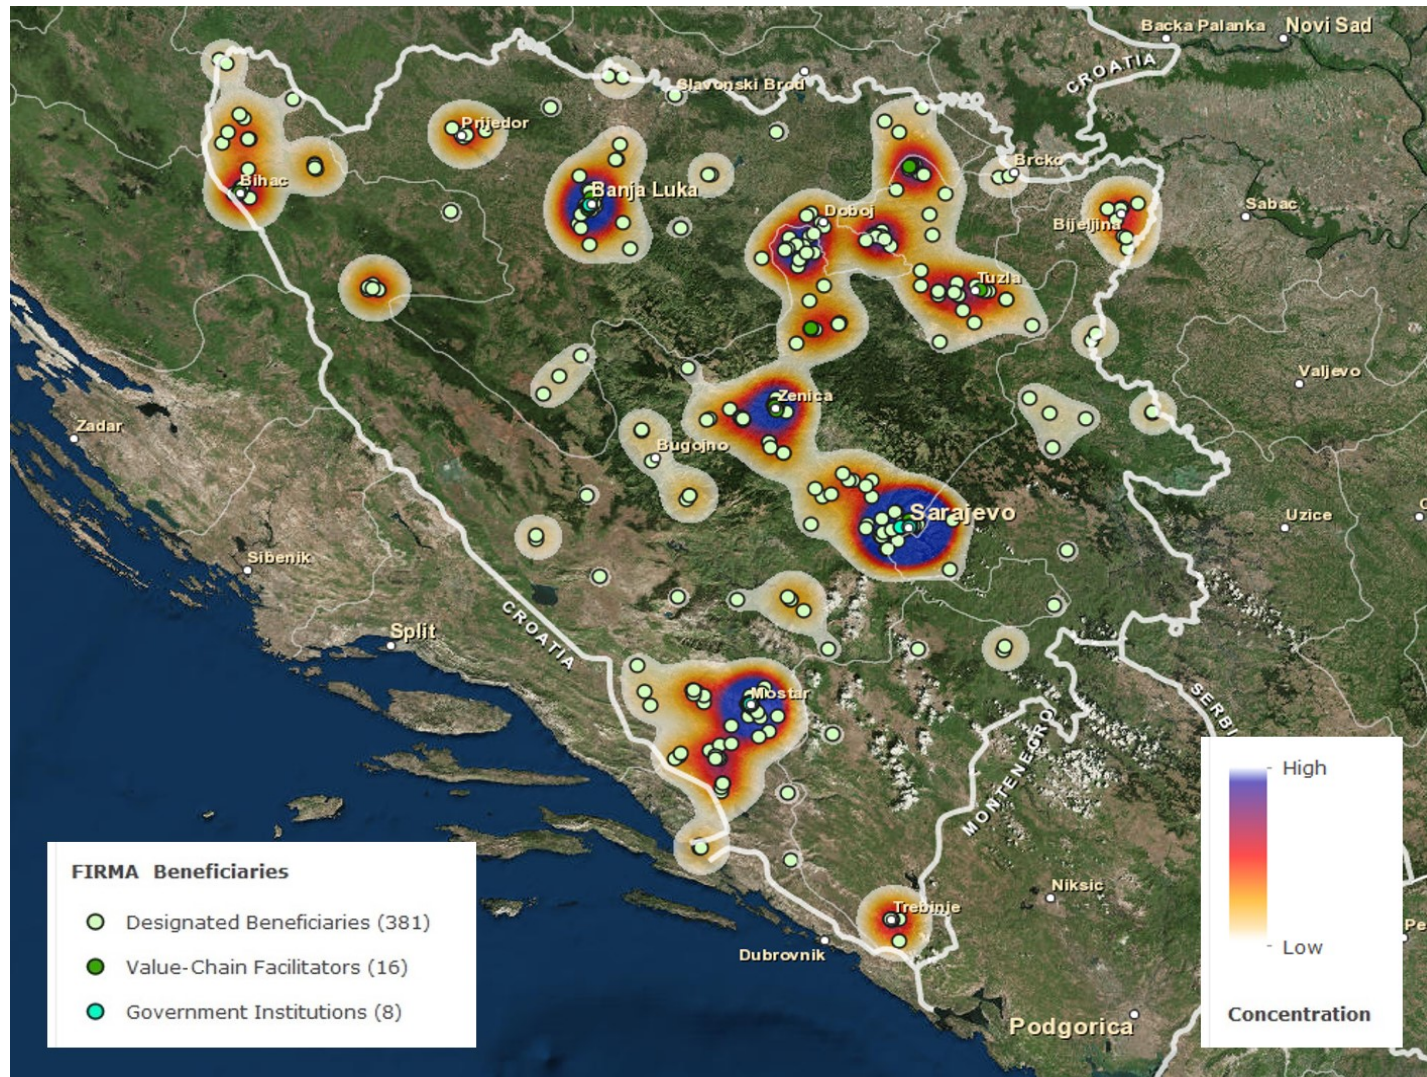 Backa Palanka
Novi Sad
CROATIA
Slavonski Brod
Prijedor
Brcko
Bihac
Banja Luka
Sabac
Doboj
Bijeljina
Tuzla
Valjevo
Zenica
Zadar
Bugojno
Sarajevo
Uzice
Sibenik
CROATIA
Split
Mostar
SERBI
MONTENEGRO
High
Low
Concentration
FIRMA Beneficiaries
Designated Beneficiaries (381)
Value-Chain Facilitators (16)
Government Institutions (8)
Niksic
Trebinje
Pe
Dubrovnik
Podgorica